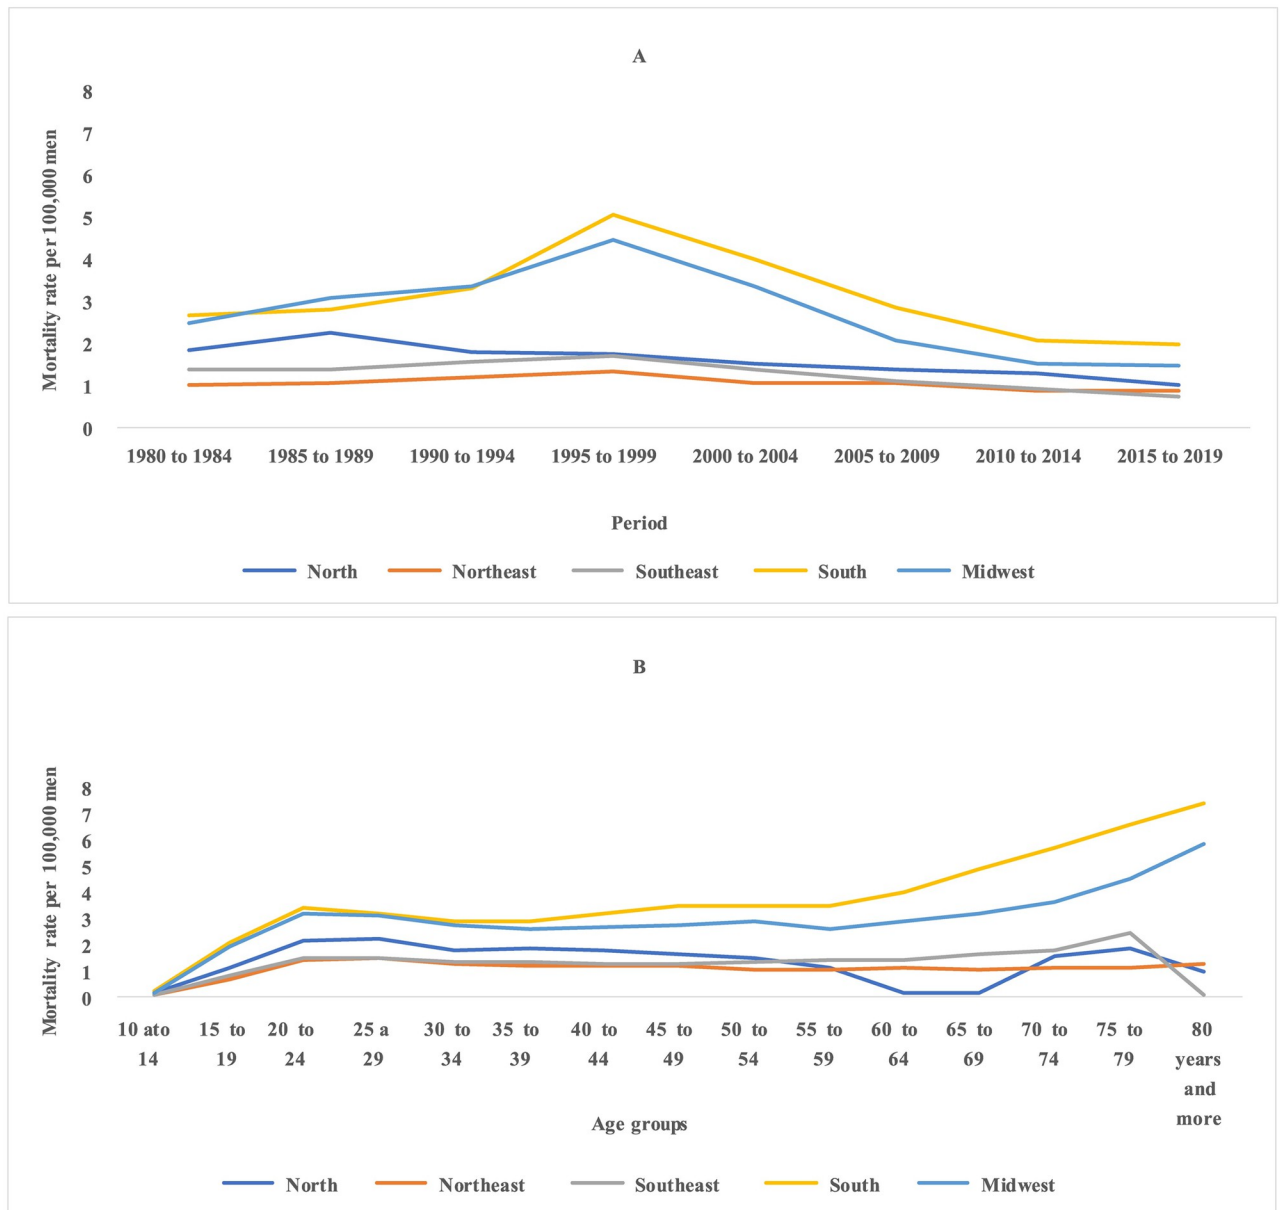 A
Mortality rate per 100,000 men
8
7
6
5
4
3
2
1
0
1980 to 1984 1985 to 1989 1990 to 1994 1995 to 1999 2000 to 2004 2005 to 2009 2010 to 2014 2015 to 2019
Period
North Northeast Southeast South Midwest
B
Mortality rate per 100,000 men
8
7
6
5
4
3
2
1
0
10 ato 15 to 20 to 25 a 30 to 35 to 40 to 45 to 50 to 55 to 60 to 65 to 70 to 75 to 80
14 19 24 29 34 39 44 49 54 59 64 69 74 79 years
and
more
Age groups
North Northeast Southeast South Midwest